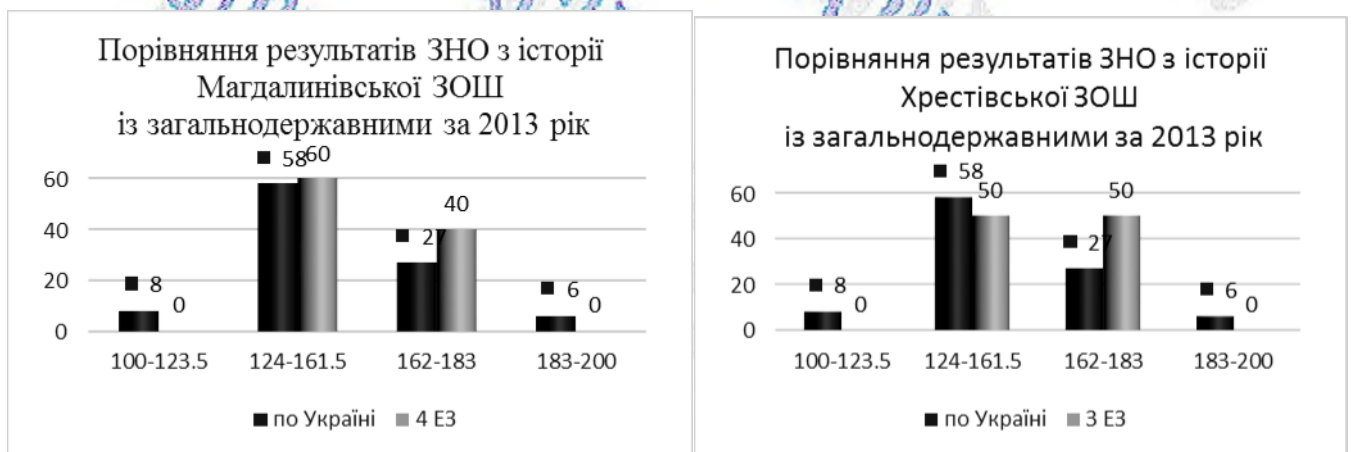 Порівняння результатів ЗНО з історії
Магдалинівської ЗОШ
із загальнодержавними за 2013 рік
58 60
60
40
40
27
20
8
0
6
0
0
100-123.5 124-161.5 162-183 183-200
по Україні 4 ЕЗ
Порівняння результатів ЗНО з історії
Хрестівської ЗОШ
із загальнодержавними за 2013 рік
58
60
50
50
40
27
20
8
0
6
0
0
100-123.5 124-161.5 162-183 183-200
по Україні 3 ЕЗ